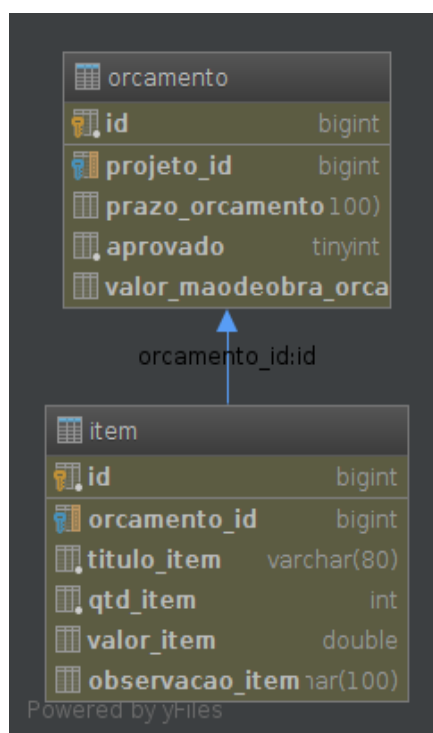 orcamento
id bigint
projeto_id bigint
prazo_orcamento 100)
aprovado tinyint
valor_maodeobra_orca
orcamento_id:id
item
id bigint
orcamento_id bigint
titulo_item varchar(80)
qtd_item int
valor_item double
observacao_item har(100)
Powered by yFiles